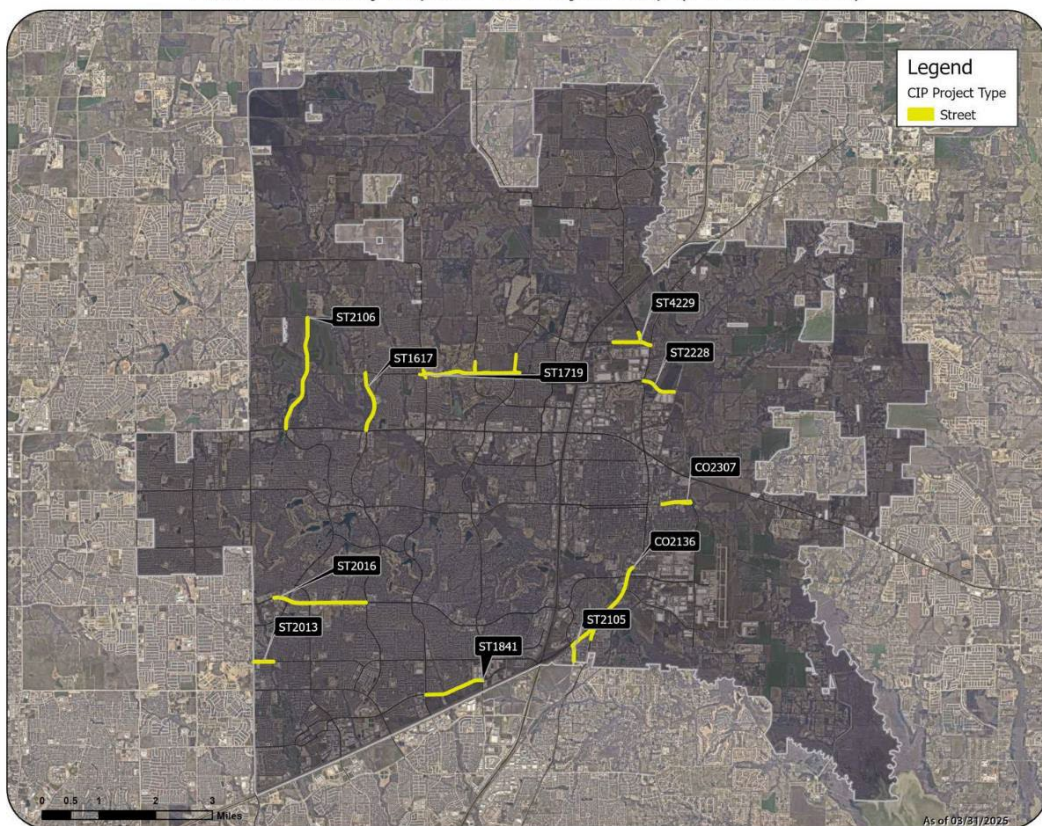 Legend
CIP Project Type
Street
ST4229
ST2106
ST2228
ST1617
ST1719
CO2307
CO2136
ST2016
ST2105
ST2013
ST1841
0 0.5 1 2 3
Miles
As of 03/31/2025